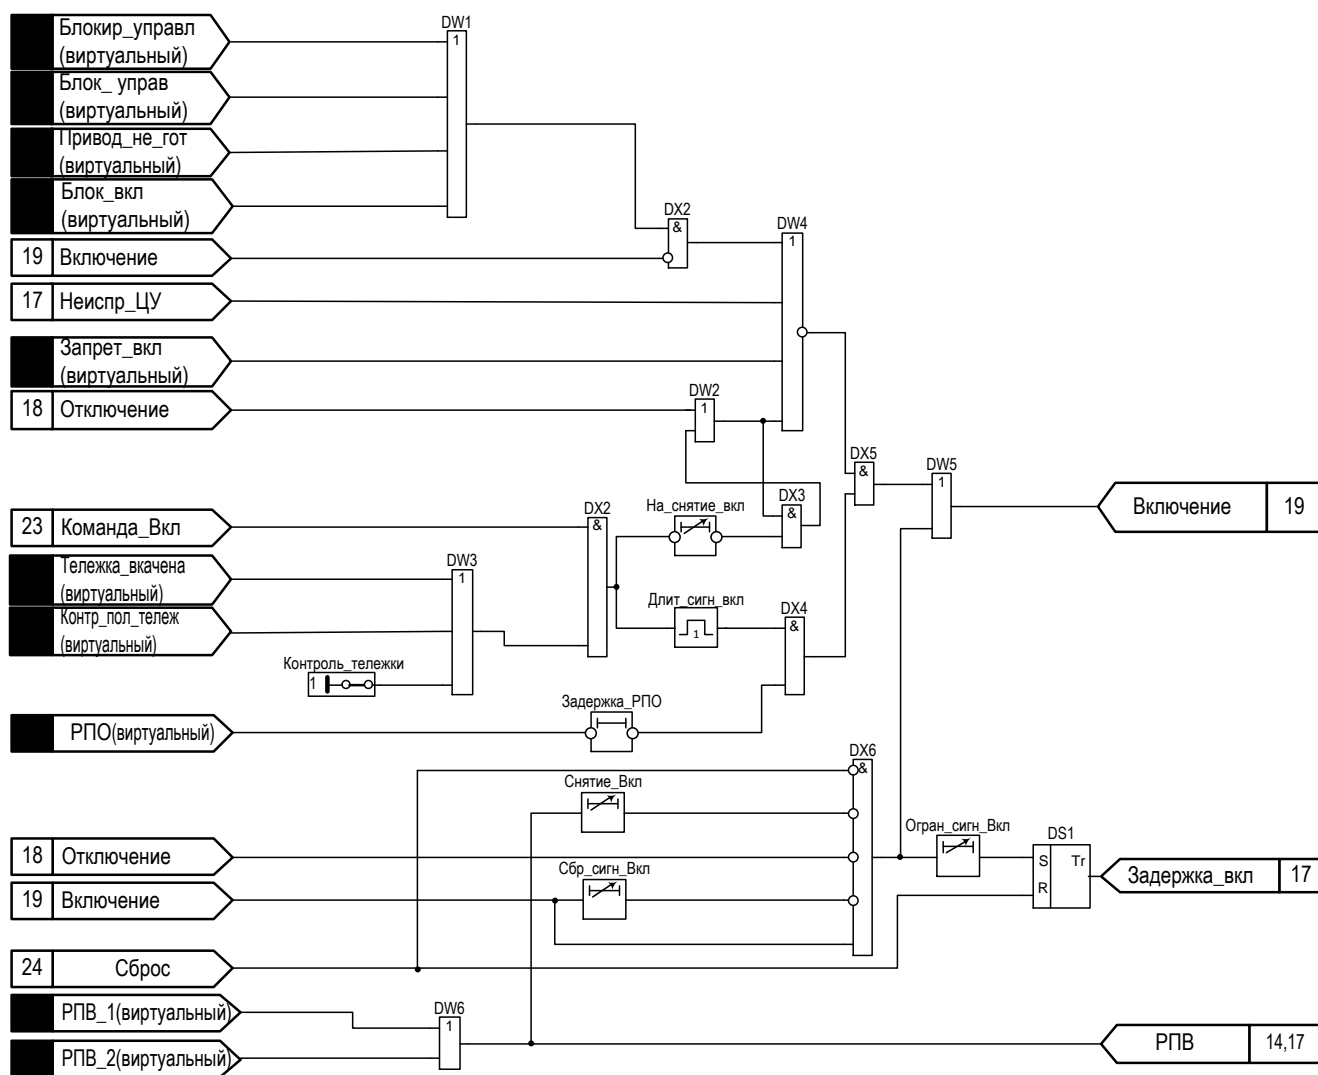 Блокир_управл
(виртуальный)
DW1
1
Блок_ управ
(виртуальный)
Привод_не_гот
(виртуальный)
Блок_вкл
(виртуальный)
DX2
&
DW4
1
19 Включение
17 Неиспр_ЦУ
Запрет_вкл
(виртуальный)
18 Отключение
DW2
1
DX5
&
DW5
1
Включение 19
На_снятие_вкл
DX3
&
DX2
&
23 Команда_Вкл
Тележка_вкачена
(виртуальный)
DW3
1
Контр_пол_тележ
(виртуальный)
Длит_сигн_вкл
1
DX4
&
Контроль_тележки
1
Задержка_РПО
РПО(виртуальный)
DX6
&
Снятие_Вкл
Огран_сигн_Вкл
DS1
S Tr
R
18 Отключение
Сбр_сигн_Вкл
Задержка_вкл 17
19 Включение
24 Сброс
РПВ_1(виртуальный)
DW6
1
РПВ 14,17
РПВ_2(виртуальный)